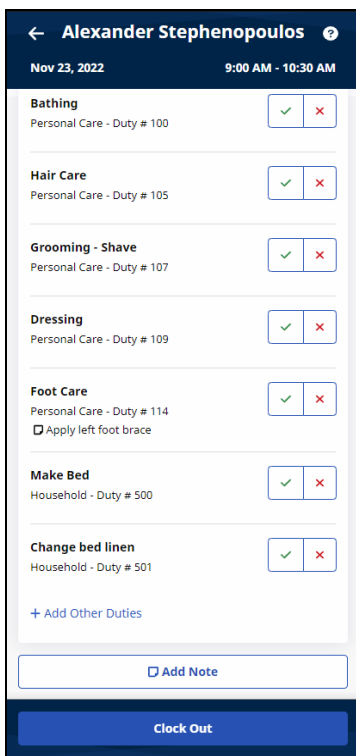 Alexander Stephenopoulos ?
Nov 23, 2022 9:00 AM - 10:30 AM
Bathing
Personal Care - Duty # 100
Hair Care
Personal Care - Duty # 105
Grooming - Shave
Personal Care - Duty # 107
Dressing
Personal Care - Duty # 109
Foot Care
Personal Care - Duty # 114
Apply left foot brace
Make Bed
Household - Duty # 500
Change bed linen
Household - Duty # 501
+ Add Other Duties
Add Note
Clock Out